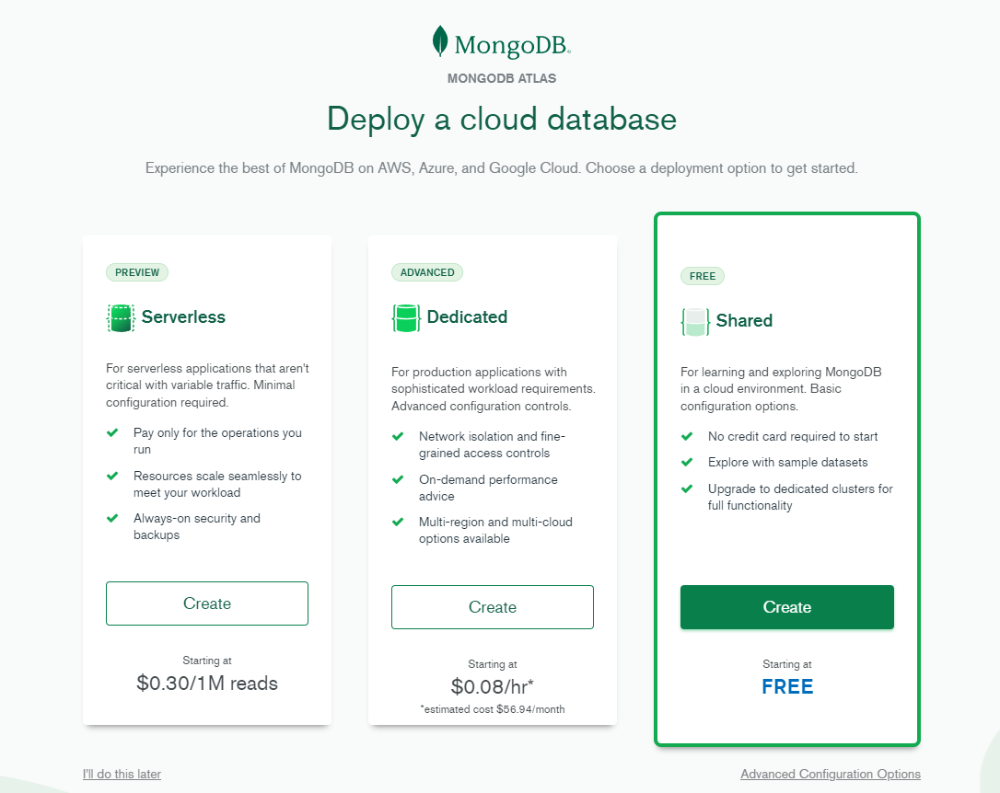 MongoDB
MONGODB ATLAS
Deploy a cloud database
Experience the best of MongoDB on AWS, Azure, and Google Cloud. Choose a deployment option to get started.
PREVIEW
Serverless
For serverless applications that aren't
critical with variable traffic. Minimal
configuration required.
Pay only for the operations you
run
Resources scale seamlessly to
meet your workload
Always-on security and
backups
Create
Starting at
$0.30/1M reads
ADVANCED
Dedicated
For production applications with
sophisticated workload requirements.
Advanced configuration controls.
Network isolation and fine-
grained access controls
On-demand performance
advice
Multi-region and multi-cloud
options available
Create
Starting at
$0.08/hr*
*estimated cost $56.94/month
FREE
Shared
For learning and exploring MongoDB
in a cloud environment. Basic
configuration options.
No credit card required to start
Explore with sample datasets
Upgrade to dedicated clusters for
full functionality
Create
Starting at
FREE
I'll do this later
Advanced Configuration Options